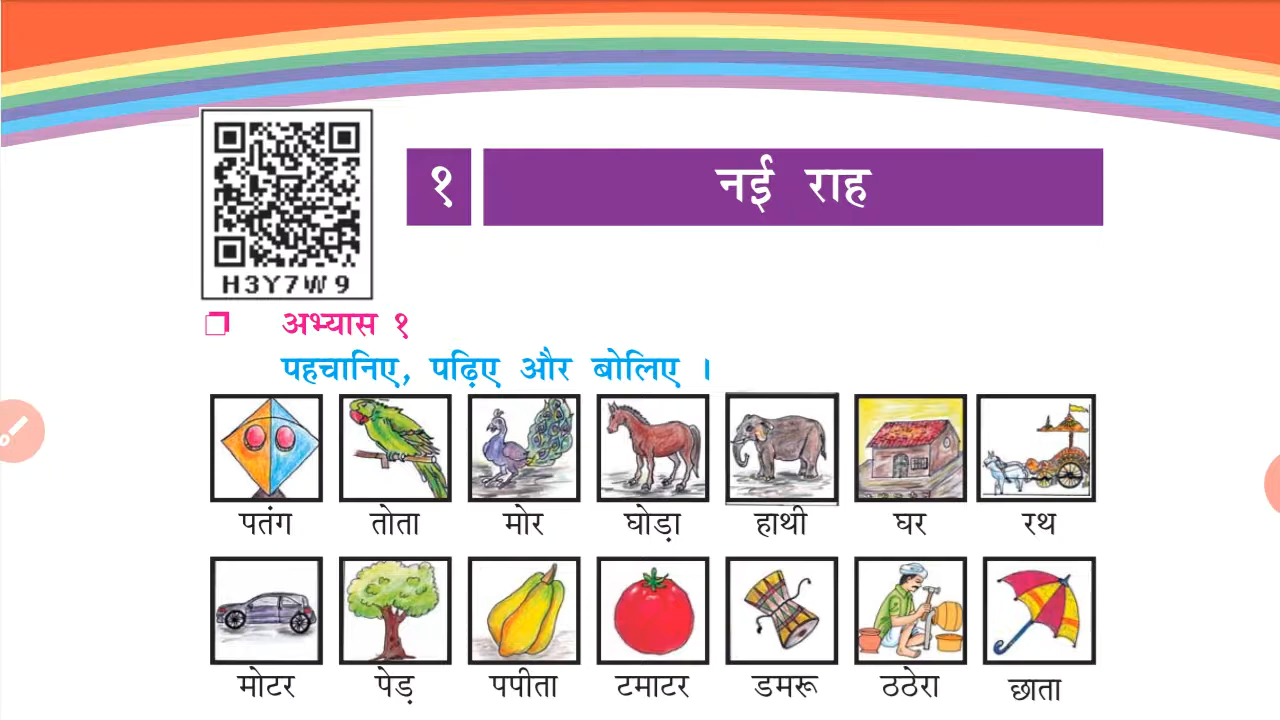 H3Y7W9
१ नई राह
अभ्यास १
पहचानिए, पढ़िए और बोलिए ।
पतंग तोता मोर घोड़ा हाथी घर रथ
मोटर पेड़ पपीता टमाटर डमरू ठठेरा छाता